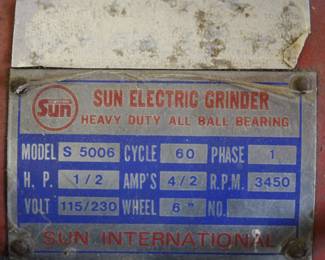 Sun
SUN ELECTRIC GRINDER
HEAVY DUTY ALL BALL BEARING
MODEL S 5006 CYCLE 60 PHASE 1
H.P. 1/2 AMP'S 4/2 R.P.M. 3450
VOLT 115/230 WHEEL 6" NO.
SUN INTERNATIONAL